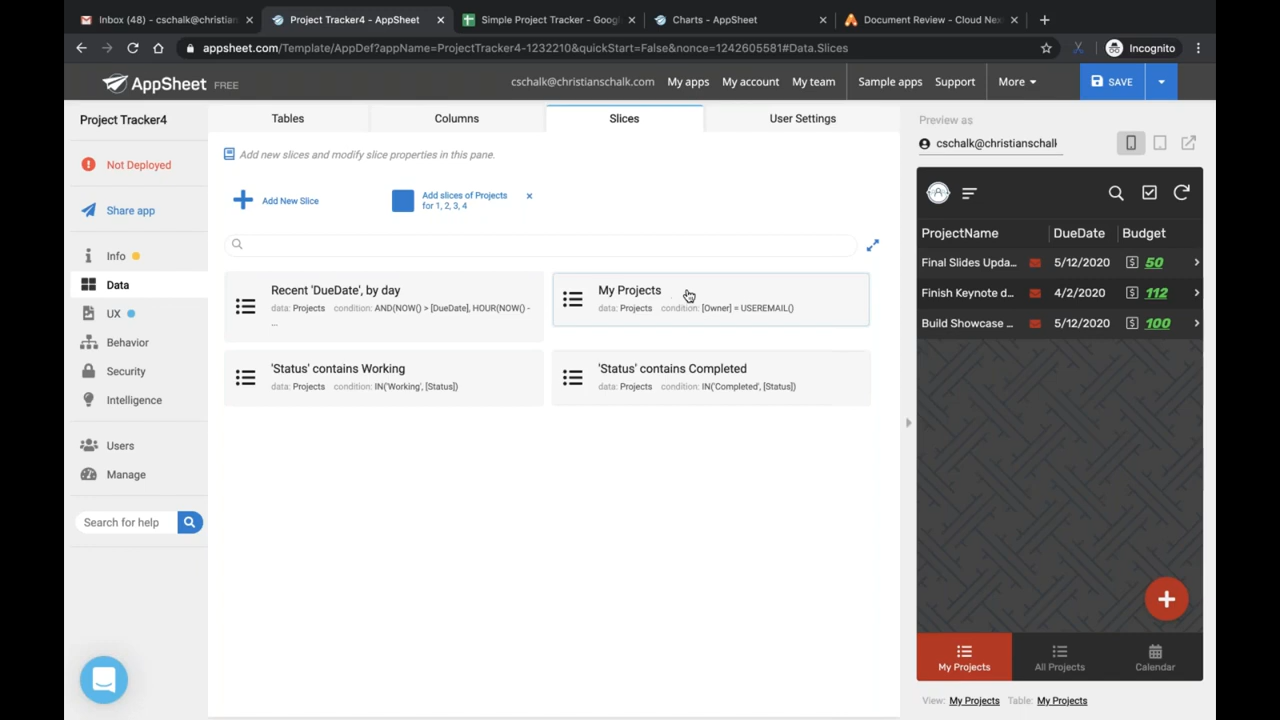 Inbox (48) - cschalk@christian
Project Tracker4 - AppSheet
Simple Project Tracker - Goog
Charts - AppSheet
Document Review - Cloud Nex
appsheet.com/Template/AppDef?appName=ProjectTracker4-1232210&quickStart=False&nonce=1242605581#Data.Slices
Incognito
AppSheet FREE
cschalk@christianschalk.com
My apps
My account
My team
Sample apps
Support
More
SAVE
Project Tracker4
Not Deployed
Share app
Info
Data
UX
Behavior
Security
Intelligence
Users
Manage
Search for help
Tables
Columns
Slices
User Settings
Add new slices and modify slice properties in this pane.
Add New Slice
Add slices of Projects
for 1, 2, 3, 4
Recent 'DueDate', by day
data: Projects condition: AND(NOW() > [DueDate], HOUR(NOW() -
...
My Projects
data: Projects condition: [Owner] = USEREMAIL()
'Status' contains Working
data: Projects condition: IN('Working', [Status])
'Status' contains Completed
data: Projects condition: IN('Completed', [Status])
Preview as
cschalk@christianschalk
ProjectName DueDate Budget
Final Slides Upda... 5/12/2020 $ 50
Finish Keynote d... 4/2/2020 $ 112
Build Showcase ... 5/12/2020 $ 100
My Projects
All Projects
Calendar
View: My Projects Table: My Projects